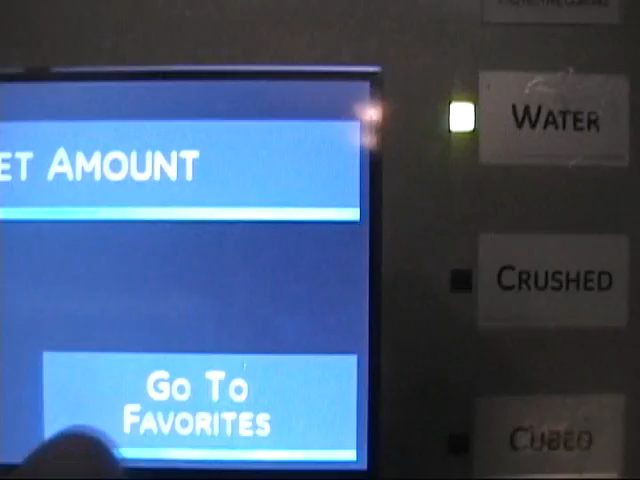 ET AMOUNT
WATER
CRUSHED
GO TO
FAVORITES
CUBED